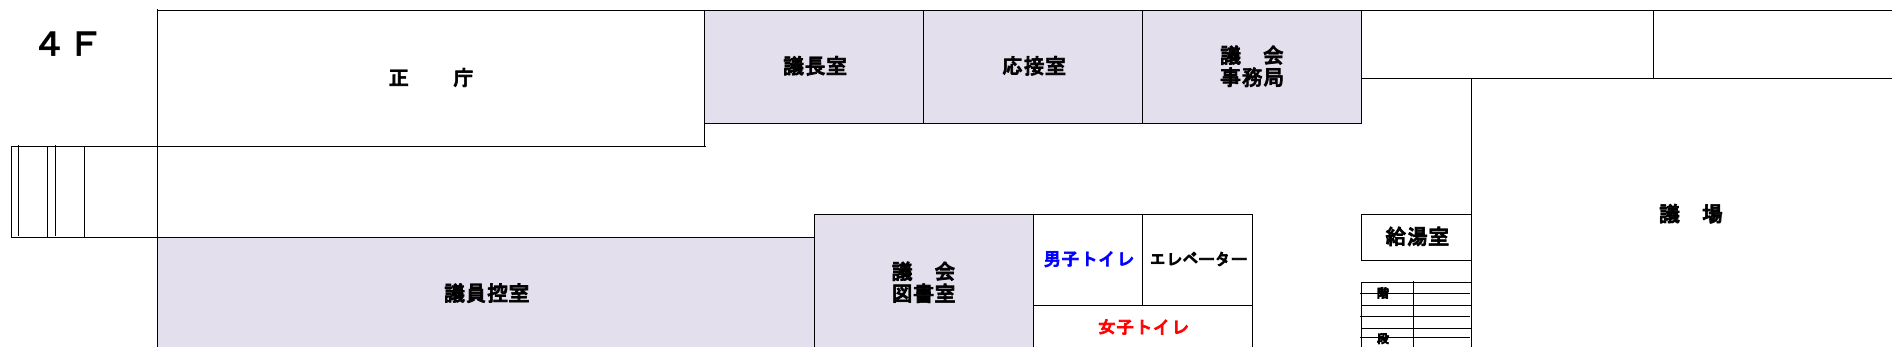 ４Ｆ
正　　庁
議長室
応接室
議　会
事務局
議　場
給湯室
男子トイレ
エレベーター
議員控室
議　会
図書室
階
女子トイレ
段